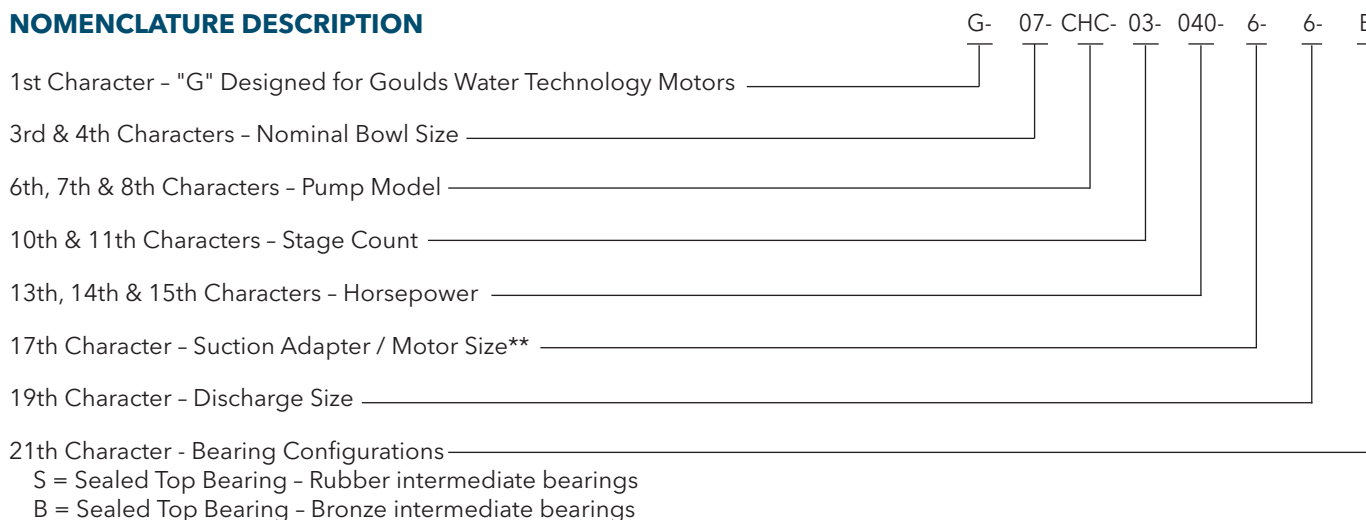 NOMENCLATURE DESCRIPTION G- 07- CHC- 03- 040- 6- 6-
1st Character – "G" Designed for Goulds Water Technology Motors
3rd & 4th Characters – Nominal Bowl Size
6th, 7th & 8th Characters – Pump Model
10th & 11th Characters – Stage Count
13th, 14th & 15th Characters – Horsepower
17th Character – Suction Adapter / Motor Size**
19th Character – Discharge Size
21th Character - Bearing Configurations
S = Sealed Top Bearing – Rubber intermediate bearings
B = Sealed Top Bearing – Bronze intermediate bearings